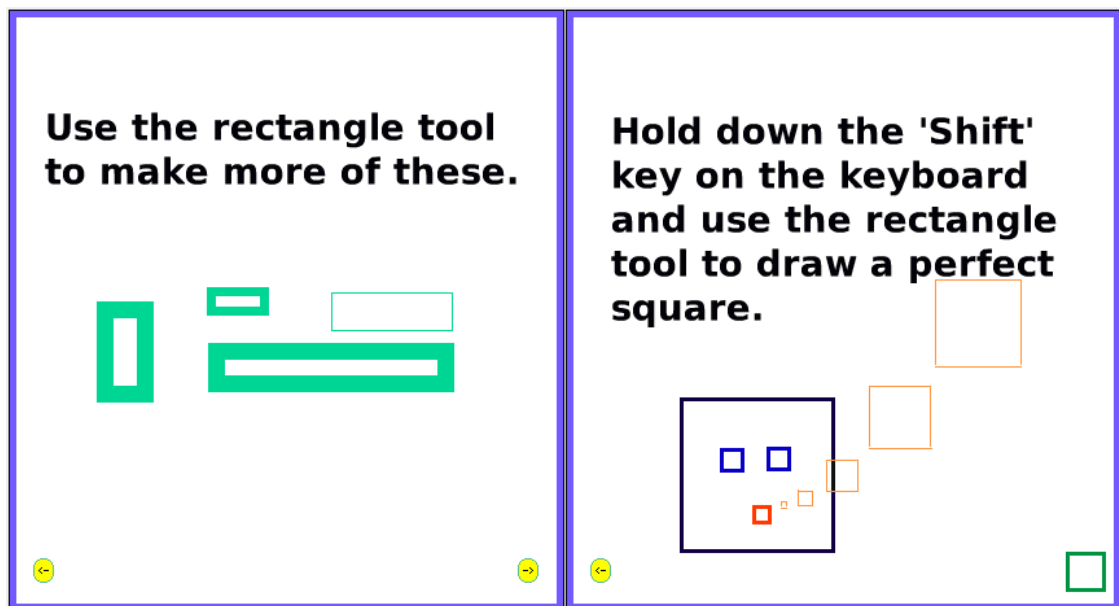 Use the rectangle tool
to make more of these.
<-
->
Hold down the 'Shift'
key on the keyboard
and use the rectangle
tool to draw a perfect
square.
<-